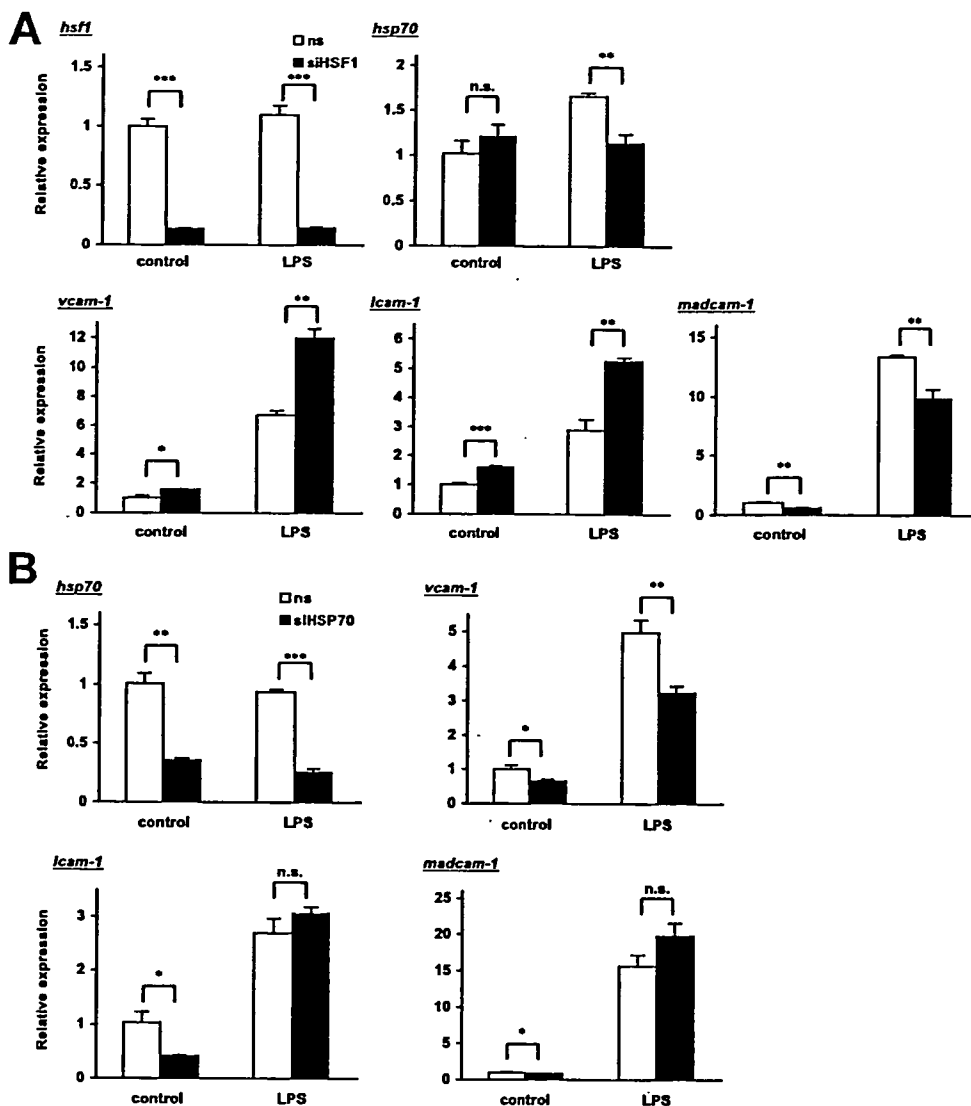 A
hsf1
ns
siHSF1
Relative expression
1.5
1
0.5
0
***
***
control
LPS
hsp70
2
1.5
1
0.5
0
n.s.
**
control
LPS
vcam-1
Relative expression
12
10
8
6
4
2
0
*
**
control
LPS
Icam-1
6
5
4
3
2
1
0
***
**
control
LPS
madcam-1
15
10
5
0
**
**
control
LPS
B
hsp70
ns
siHSP70
Relative expression
1.5
1
0.5
0
**
***
control
LPS
vcam-1
5
4
3
2
1
0
*
**
control
LPS
Icam-1
Relative expression
3
2
1
0
*
n.s.
control
LPS
madcam-1
25
20
15
10
5
0
*
n.s.
control
LPS